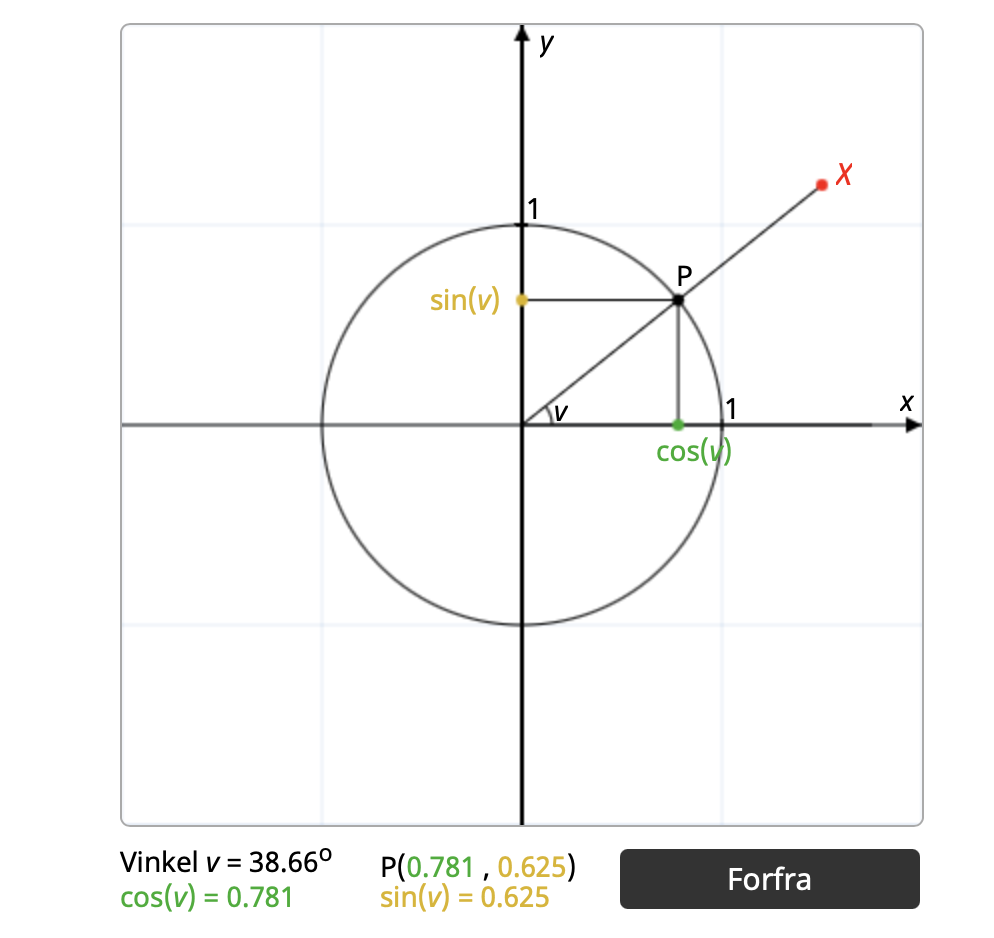 y
X
1
P
sin(v)
v
1
x
cos(v)
Vinkel v = 38.66°
P(0.781 , 0.625)
cos(v) = 0.781
sin(v) = 0.625
Forfra